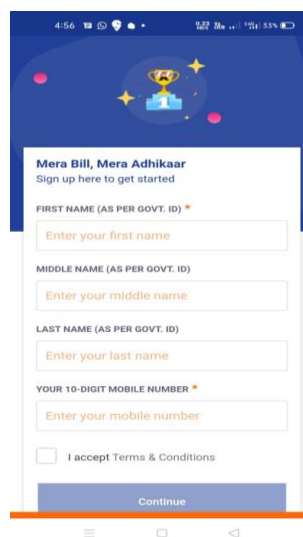 4:56
33%
Mera Bill, Mera Adhikaar
Sign up here to get started
FIRST NAME (AS PER GOVT. ID) *
Enter your first name
MIDDLE NAME (AS PER GOVT. ID)
Enter your middle name
LAST NAME (AS PER GOVT. ID)
Enter your last name
YOUR 10-DIGIT MOBILE NUMBER *
Enter your mobile number
I accept Terms & Conditions
Continue